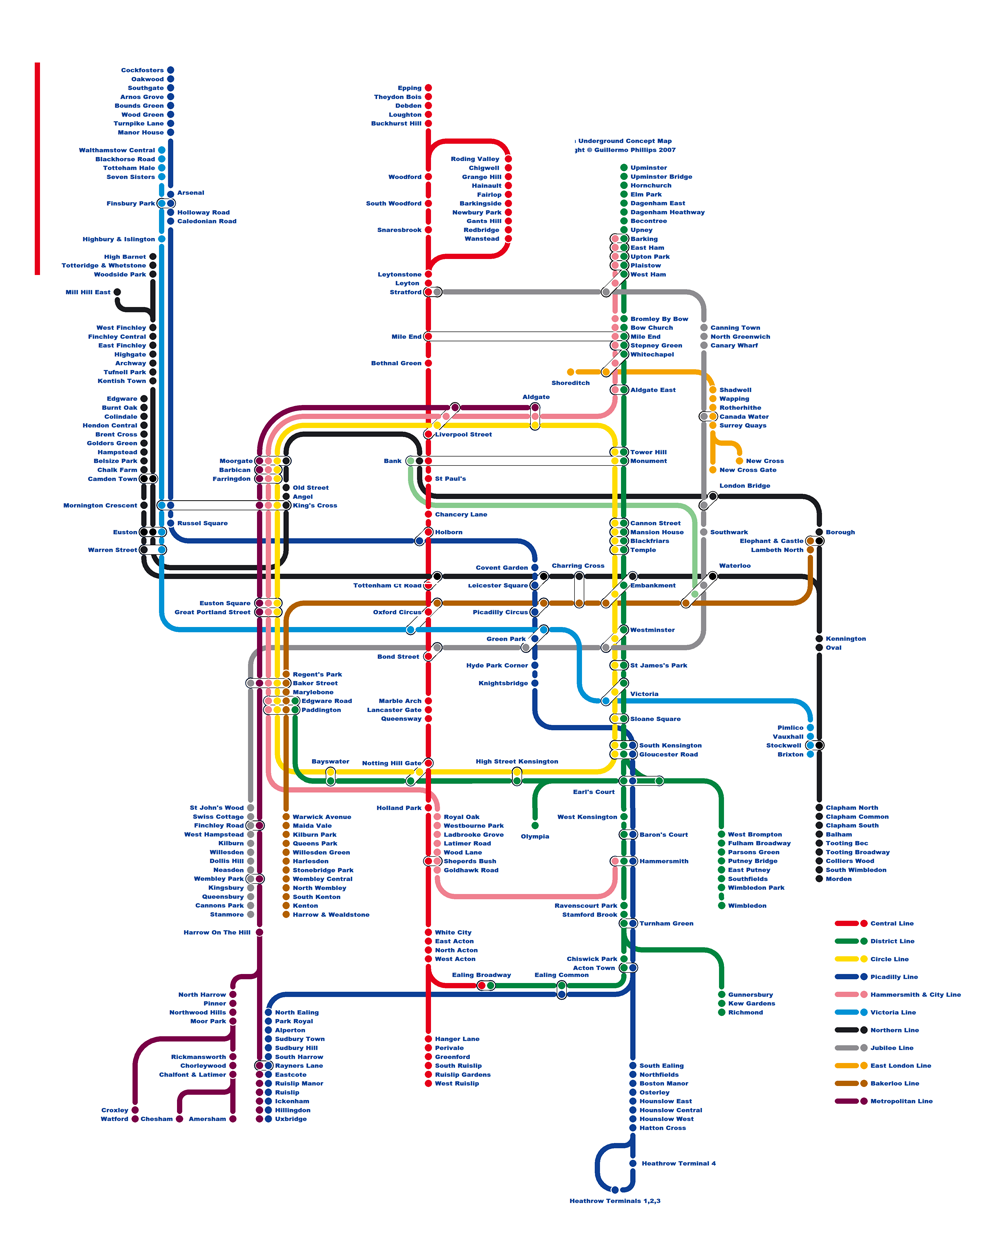 Cockfosters
Oakwood
Southgate
Arnos Grove
Bounds Green
Wood Green
Turnpike Lane
Manor House
Walthamstow Central
Blackhorse Road
Totteham Hale
Seven Sisters
Arsenal
Finsbury Park
Holloway Road
Caledonian Road
Highbury & Islington
High Barnet
Totteridge & Whetstone
Woodside Park
Mill Hill East
West Finchley
Finchley Central
East Finchley
Highgate
Archway
Tufnell Park
Kentish Town
Edgware
Burnt Oak
Colindale
Hendon Central
Brent Cross
Golders Green
Hampstead
Belsize Park
Chalk Farm
Camden Town
Mornington Crescent
Russel Square
Euston
Warren Street
Epping
Theydon Bois
Debden
Loughton
Buckhurst Hill
Roding Valley
Chigwell
Woodford
Grange Hill
Hainault
Fairlop
South Woodford
Barkingside
Newbury Park
Gants Hill
Snaresbrook
Redbridge
Wanstead
Leytonstone
Leyton
Stratford
Mile End
Bethnal Green
Underground Concept Map
ght © Guillermo Phillips 2007
Upminster
Upminster Bridge
Hornchurch
Elm Park
Dagenham East
Dagenham Heathway
Becontree
Upney
Barking
East Ham
Upton Park
Plaistow
West Ham
Bromley By Bow
Bow Church
Mile End
Stepney Green
Whitechapel
Canning Town
North Greenwich
Canary Wharf
Shoreditch
Aldgate East
Shadwell
Wapping
Rotherhithe
Canada Water
Surrey Quays
New Cross
New Cross Gate
Aldgate
Liverpool Street
Moorgate
Barbican
Farringdon
Bank
Tower Hill
Monument
St Paul's
Old Street
Angel
King's Cross
London Bridge
Chancery Lane
Holborn
Cannon Street
Mansion House
Blackfriars
Temple
Southwark
Borough
Elephant & Castle
Lambeth North
Covent Garden
Charring Cross
Waterloo
Tottenham Ct Road
Leicester Square
Embankment
Euston Square
Great Portland Street
Oxford Circus
Picadilly Circus
Westminster
Green Park
Kennington
Oval
Bond Street
Hyde Park Corner
St James's Park
Regent's Park
Baker Street
Marylebone
Edgware Road
Paddington
Knightsbridge
Victoria
Marble Arch
Lancaster Gate
Queensway
Sloane Square
Pimlico
Vauxhall
Stockwell
Brixton
South Kensington
Gloucester Road
Bayswater
Notting Hill Gate
High Street Kensington
Earl's Court
St John's Wood
Swiss Cottage
Finchley Road
West Hampstead
Kilburn
Willesden
Dollis Hill
Neasden
Wembley Park
Kingsbury
Queensbury
Cannons Park
Stanmore
Warwick Avenue
Maida Vale
Kilburn Park
Queens Park
Willesden Green
Harlesden
Stonebridge Park
Wembley Central
North Wembley
South Kenton
Kenton
Harrow & Wealdstone
Holland Park
Royal Oak
Westbourne Park
Ladbrooke Grove
Latimer Road
Wood Lane
Sheperds Bush
Goldhawk Road
Olympia
West Kensington
Baron's Court
Hammersmith
Ravenscourt Park
Stamford Brook
Turnham Green
Chiswick Park
Acton Town
West Brompton
Fulham Broadway
Parsons Green
Putney Bridge
East Putney
Southfields
Wimbledon Park
Wimbledon
Clapham North
Clapham Common
Clapham South
Balham
Tooting Bec
Tooting Broadway
Colliers Wood
South Wimbledon
Morden
Harrow On The Hill
White City
East Acton
North Acton
West Acton
Ealing Broadway
Ealing Common
Gunnersbury
Kew Gardens
Richmond
North Harrow
Pinner
Northwood Hills
Moor Park
Rickmansworth
Chorleywood
Chalfont & Latimer
Croxley
Watford
Chesham
Amersham
North Ealing
Park Royal
Alperton
Sudbury Town
Sudbury Hill
South Harrow
Rayners Lane
Eastcote
Ruislip Manor
Ruislip
Ickenham
Hillingdon
Uxbridge
Hanger Lane
Perivale
Greenford
South Ruislip
Ruislip Gardens
West Ruislip
South Ealing
Northfields
Boston Manor
Osterley
Hounslow East
Hounslow Central
Hounslow West
Hatton Cross
Heathrow Terminal 4
Heathrow Terminals 1,2,3
Central Line
District Line
Circle Line
Picadilly Line
Hammersmith & City Line
Victoria Line
Northern Line
Jubilee Line
East London Line
Bakerloo Line
Metropolitan Line